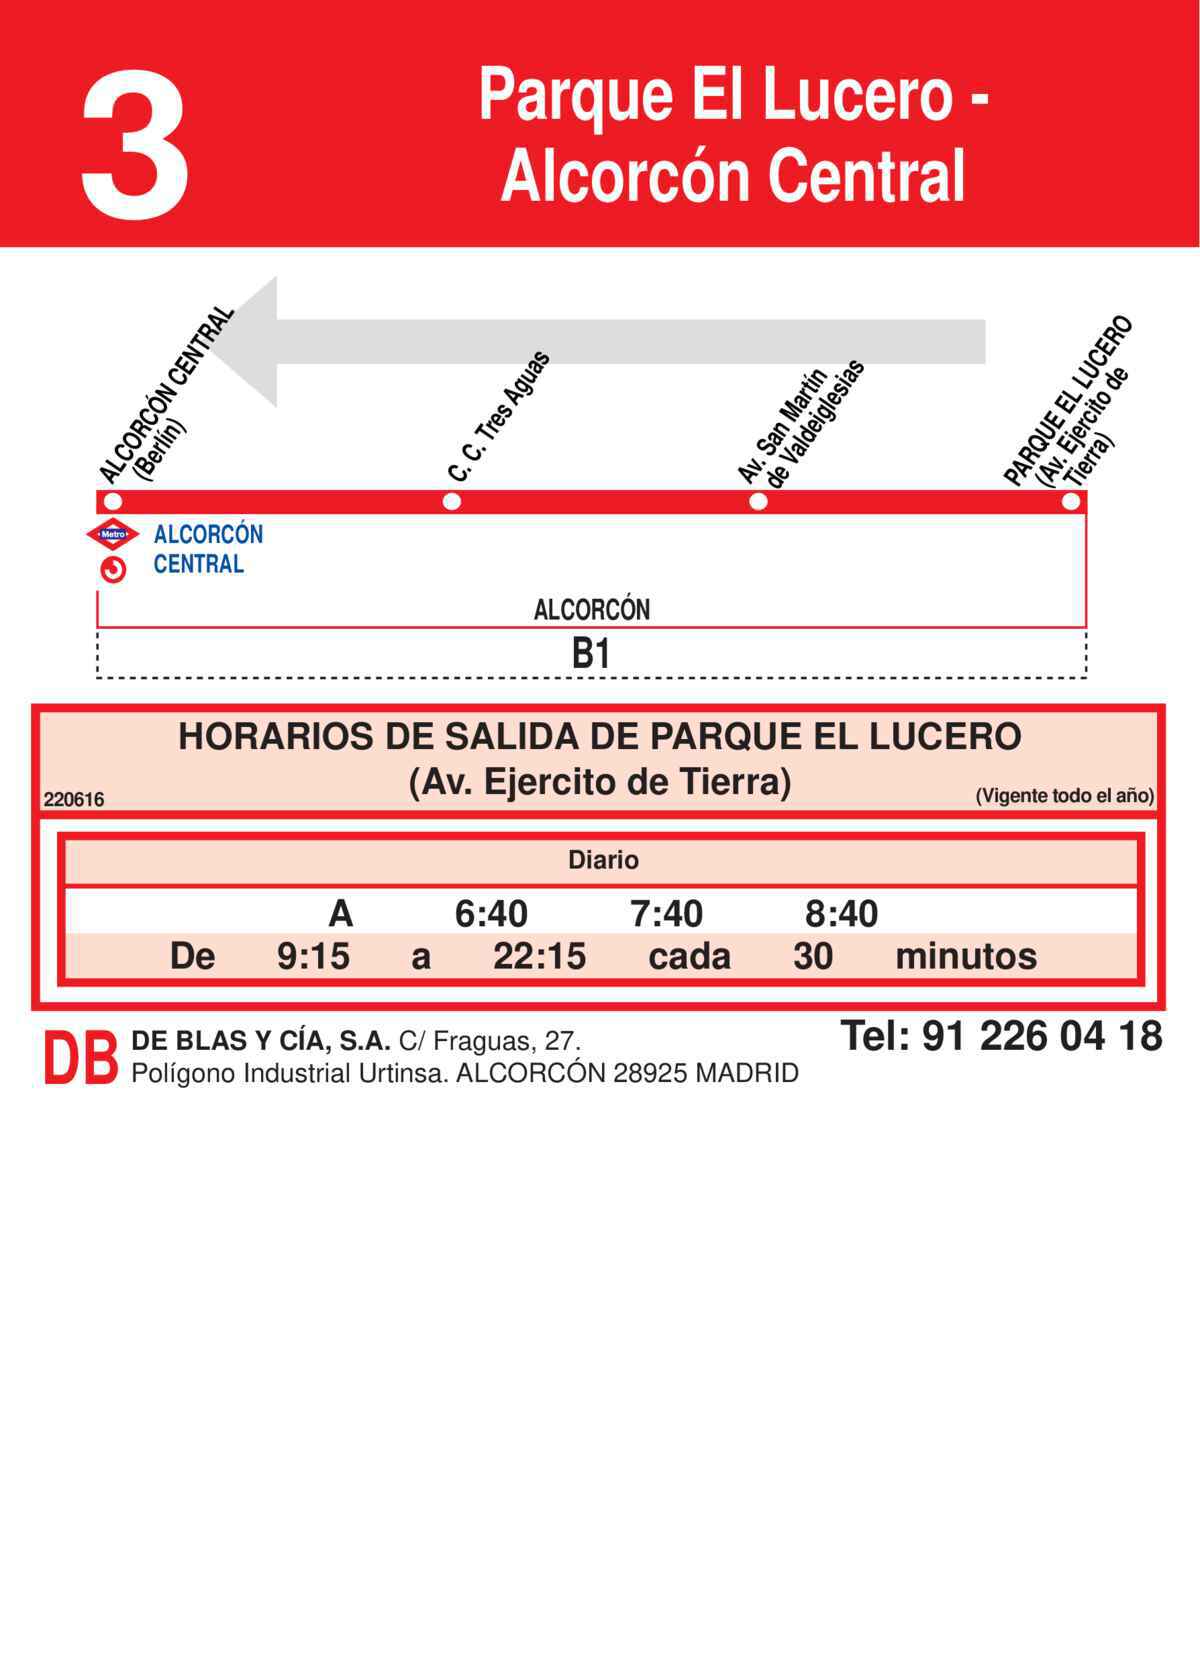 3
Parque El Lucero -
Alcorcón Central
ALCORCÓN CENTRAL
(Berlín)
C. C. Tres Aguas
Av. San Martín
de Valdeiglesias
PARQUE EL LUCERO
(Av. Ejercito de
Tierra)
Metro
ALCORCÓN
CENTRAL
ALCORCÓN
B1
HORARIOS DE SALIDA DE PARQUE EL LUCERO
(Av. Ejercito de Tierra)
220616
(Vigente todo el año)
Diario
A 6:40 7:40 8:40
De 9:15 a 22:15 cada 30 minutos
DB
DE BLAS Y CÍA, S.A. C/ Fraguas, 27.
Polígono Industrial Urtinsa. ALCORCÓN 28925 MADRID
Tel: 91 226 04 18